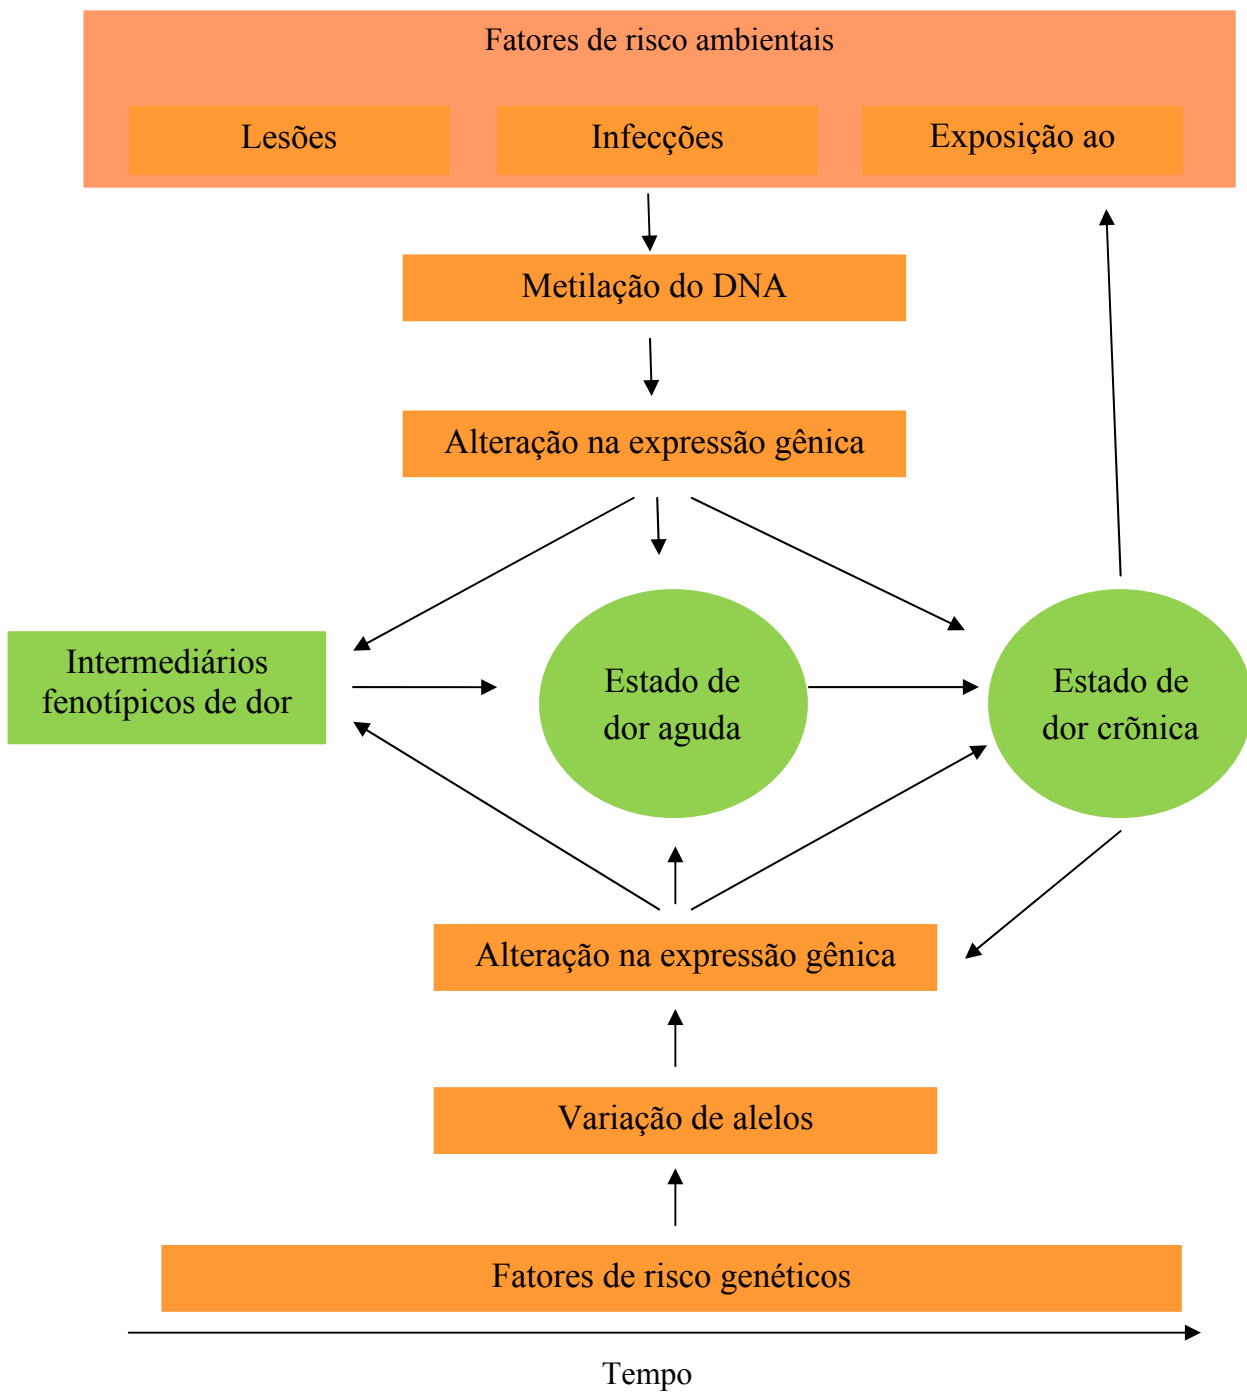 Fatores de risco ambientais
Lesões
Infecções
Exposição ao
Metilação do DNA
Alteração na expressão gênica
Intermediários
fenotípicos de dor
Estado de
dor aguda
Estado de
dor crõnica
Alteração na expressão gênica
Variação de alelos
Fatores de risco genéticos
Tempo